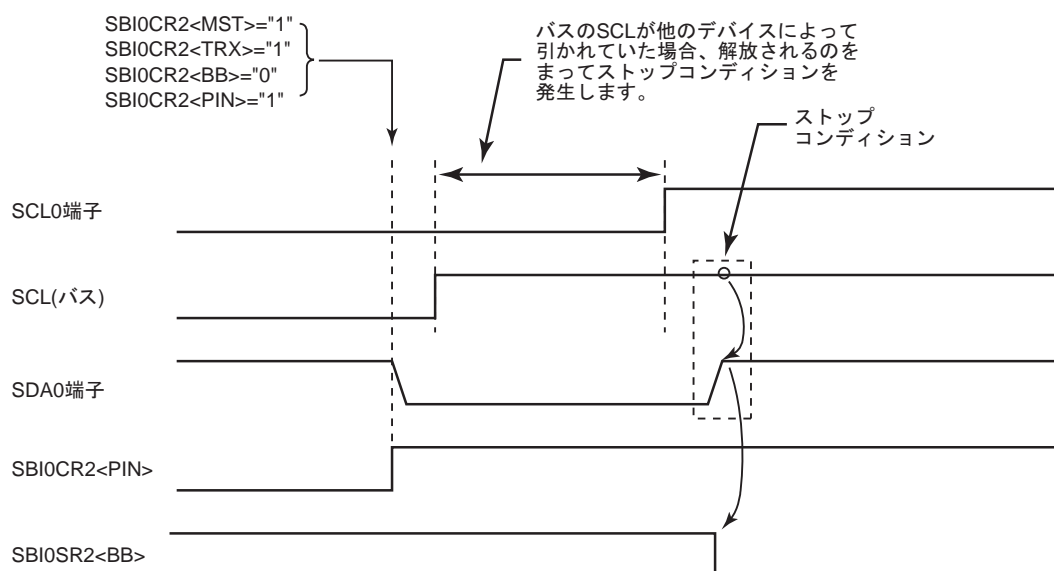 SBI0CR2<MST>="1"
SBI0CR2<TRX>="1"
SBI0CR2<BB>="0"
SBI0CR2<PIN>="1"
バスのSCLが他のデバイスによって
引かれていた場合、解放されるのを
まってストップコンディションを
発生します。
ストップ
コンディション
SCL0端子
SCL(バス)
SDA0端子
SBI0CR2<PIN>
SBI0SR2<BB>